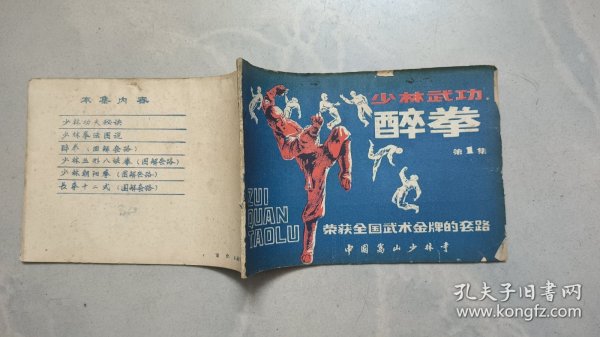 本集内容
少林功夫秘诀
少林拳法图说
醉拳（图解套路）
少林五形八法拳（图解套路）
少林朝阳拳（图解套路）
长拳十二式（图解套路）
少林武功
醉拳
第1集
ZUI
QUAN
TAOLU
荣获全国武术金牌的套路
中国嵩山少林寺
孔夫子旧书网
www.kongfz.com